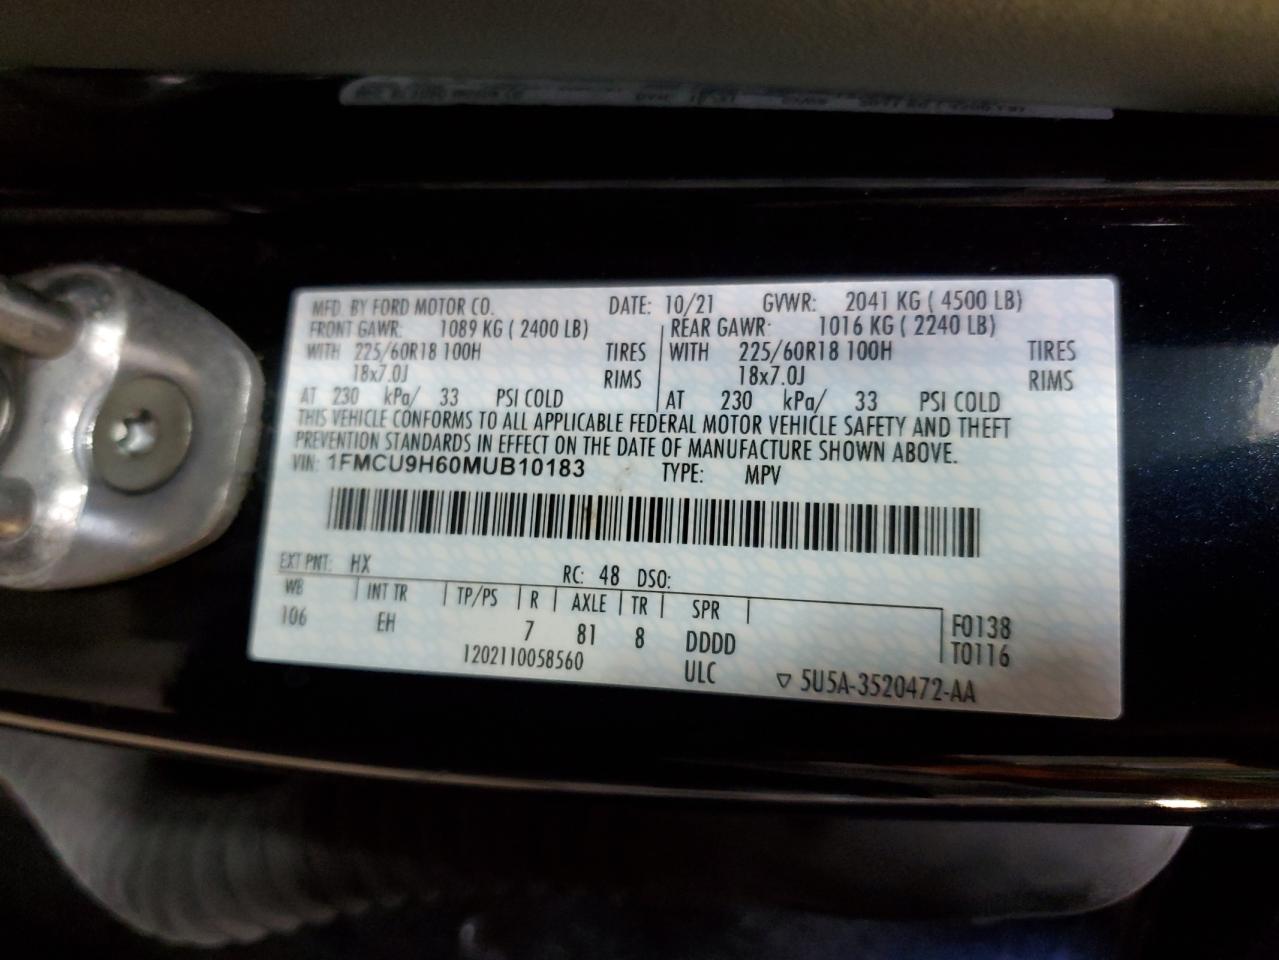 MFD. BY FORD MOTOR CO. DATE: 10/21 GVWR: 2041 KG ( 4500 LB)
FRONT GAWR: 1089 KG ( 2400 LB) REAR GAWR: 1016 KG ( 2240 LB)
WITH 225/60R18 100H TIRES WITH 225/60R18 100H TIRES
18x7.0J RIMS 18x7.0J RIMS
AT 230 kPa/ 33 PSI COLD AT 230 kPa/ 33 PSI COLD
THIS VEHICLE CONFORMS TO ALL APPLICABLE FEDERAL MOTOR VEHICLE SAFETY AND THEFT
PREVENTION STANDARDS IN EFFECT ON THE DATE OF MANUFACTURE SHOWN ABOVE.
VIN: 1FMCU9H60MUB10183 TYPE: MPV
EXT PNT: HX RC: 48 DSO:
WB INT TR TP/PS R AXLE TR SPR
106 EH 7 81 8 DDDD F0138
T0116
1202110058560 ULC ▽ 5U5A-3520472-AA